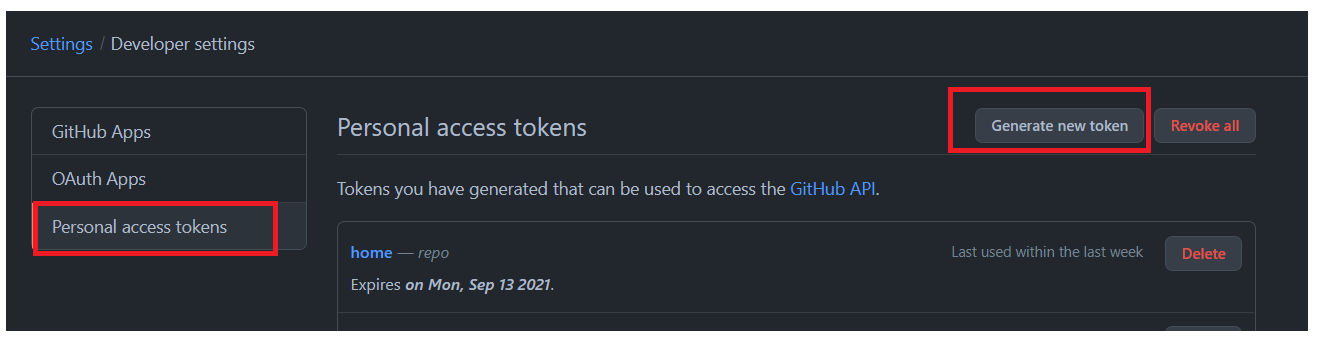 Settings / Developer settings
GitHub Apps
OAuth Apps
Personal access tokens
Personal access tokens
Generate new token
Revoke all
Tokens you have generated that can be used to access the GitHub API.
home — repo
Last used within the last week
Delete
Expires on Mon, Sep 13 2021.